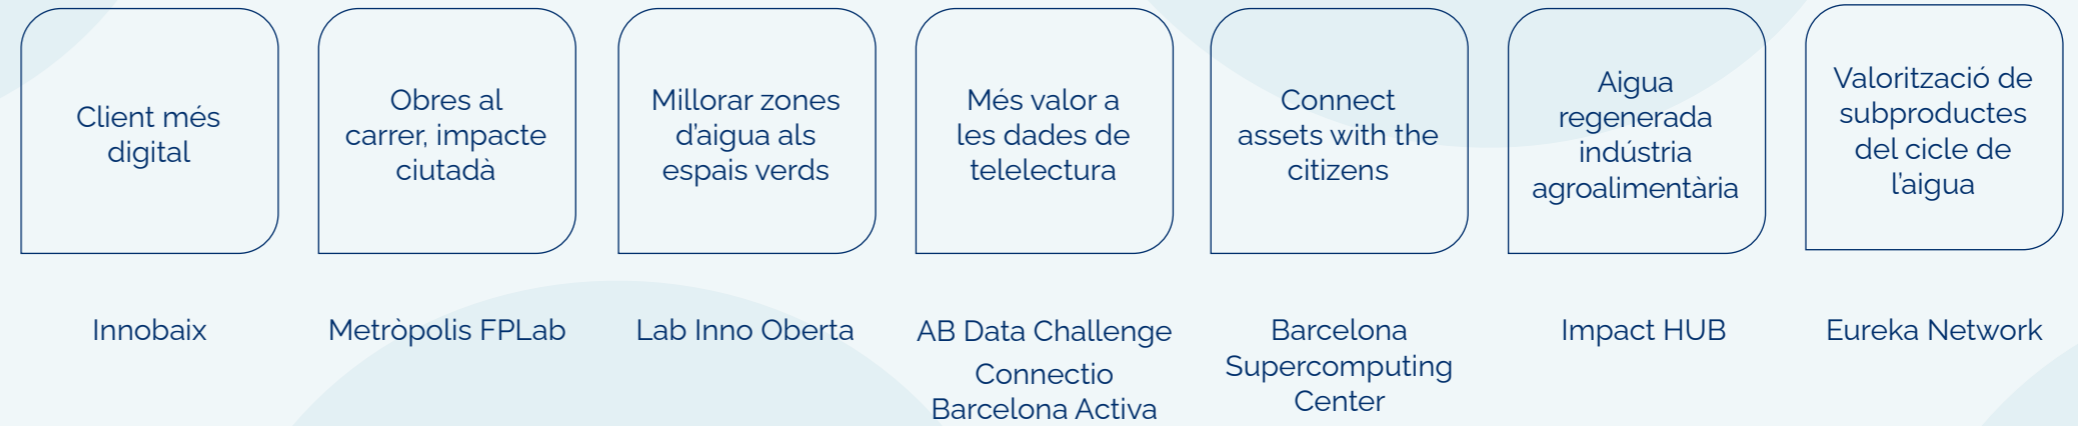 Client més
digital
Obres al
carrer, impacte
ciutadà
Millorar zones
d'aigua als
espais verds
Més valor a
les dades de
telelectura
Connect
assets with the
citizens
Aigua
regenerada
indústria
agroalimentària
Valorització de
subproductes
del cicle de
l'aigua
Innobaix
Metròpolis FPLab
Lab Inno Oberta
AB Data Challenge
Connectio
Barcelona Activa
Barcelona
Supercomputing
Center
Impact HUB
Eureka Network